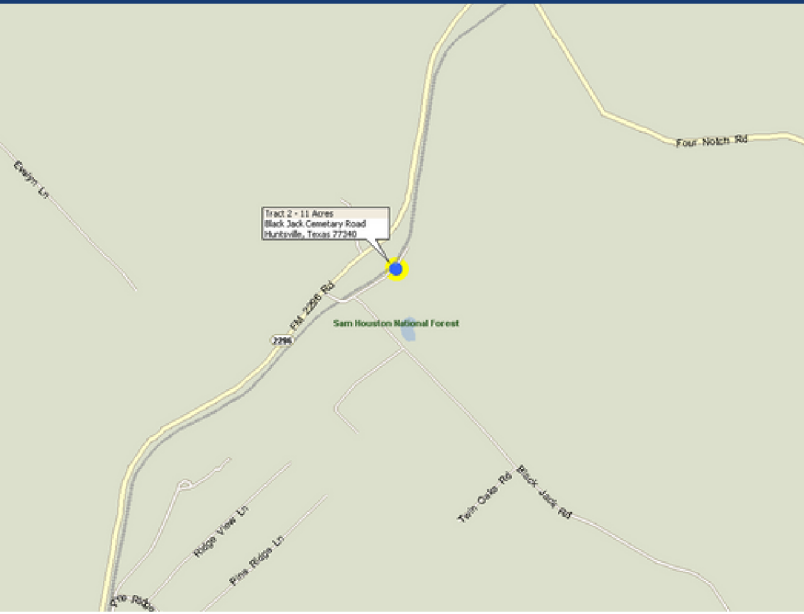 Four Notch Rd
Evelyn Ln
Tract 2 - 11 Acres
Black Jack Cemetary Road
Huntsville, Texas 77340
FM 2296 Rd
Sam Houston National Forest
2296
Twin Oaks Rd
Black Jack Rd
Ridge View Ln
Pine Ridge Ln
Ridge